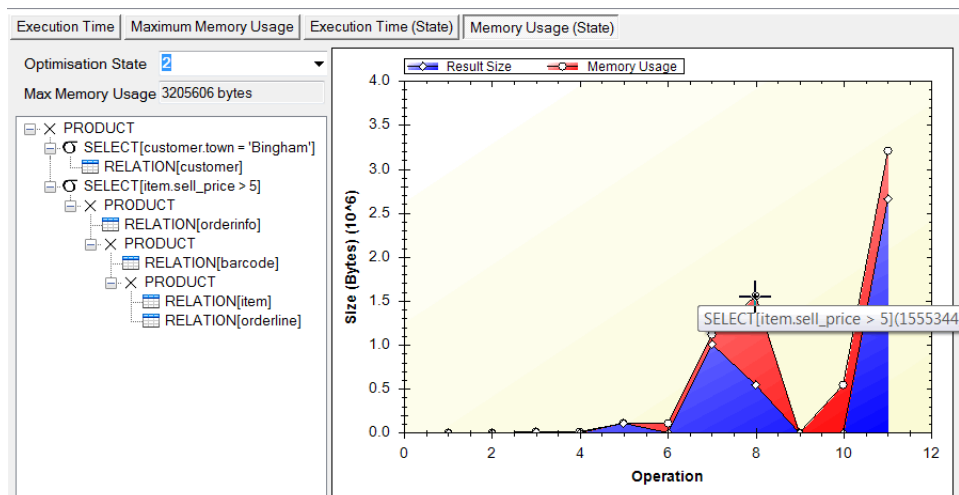 Execution Time Maximum Memory Usage Execution Time (State) Memory Usage (State)
Optimisation State 2
Max Memory Usage 3205606 bytes
PRODUCT
SELECT[customer.town = 'Bingham']
RELATION[customer]
SELECT[item.sell_price > 5]
PRODUCT
RELATION[orderinfo]
PRODUCT
RELATION[barcode]
PRODUCT
RELATION[item]
RELATION[orderline]
Result Size Memory Usage
4.0
3.5
3.0
2.5
2.0
1.5
1.0
0.5
0.0
Size (Bytes) (10^6)
SELECT[item.sell_price > 5](1555344
0 2 4 6 8 10 12
Operation